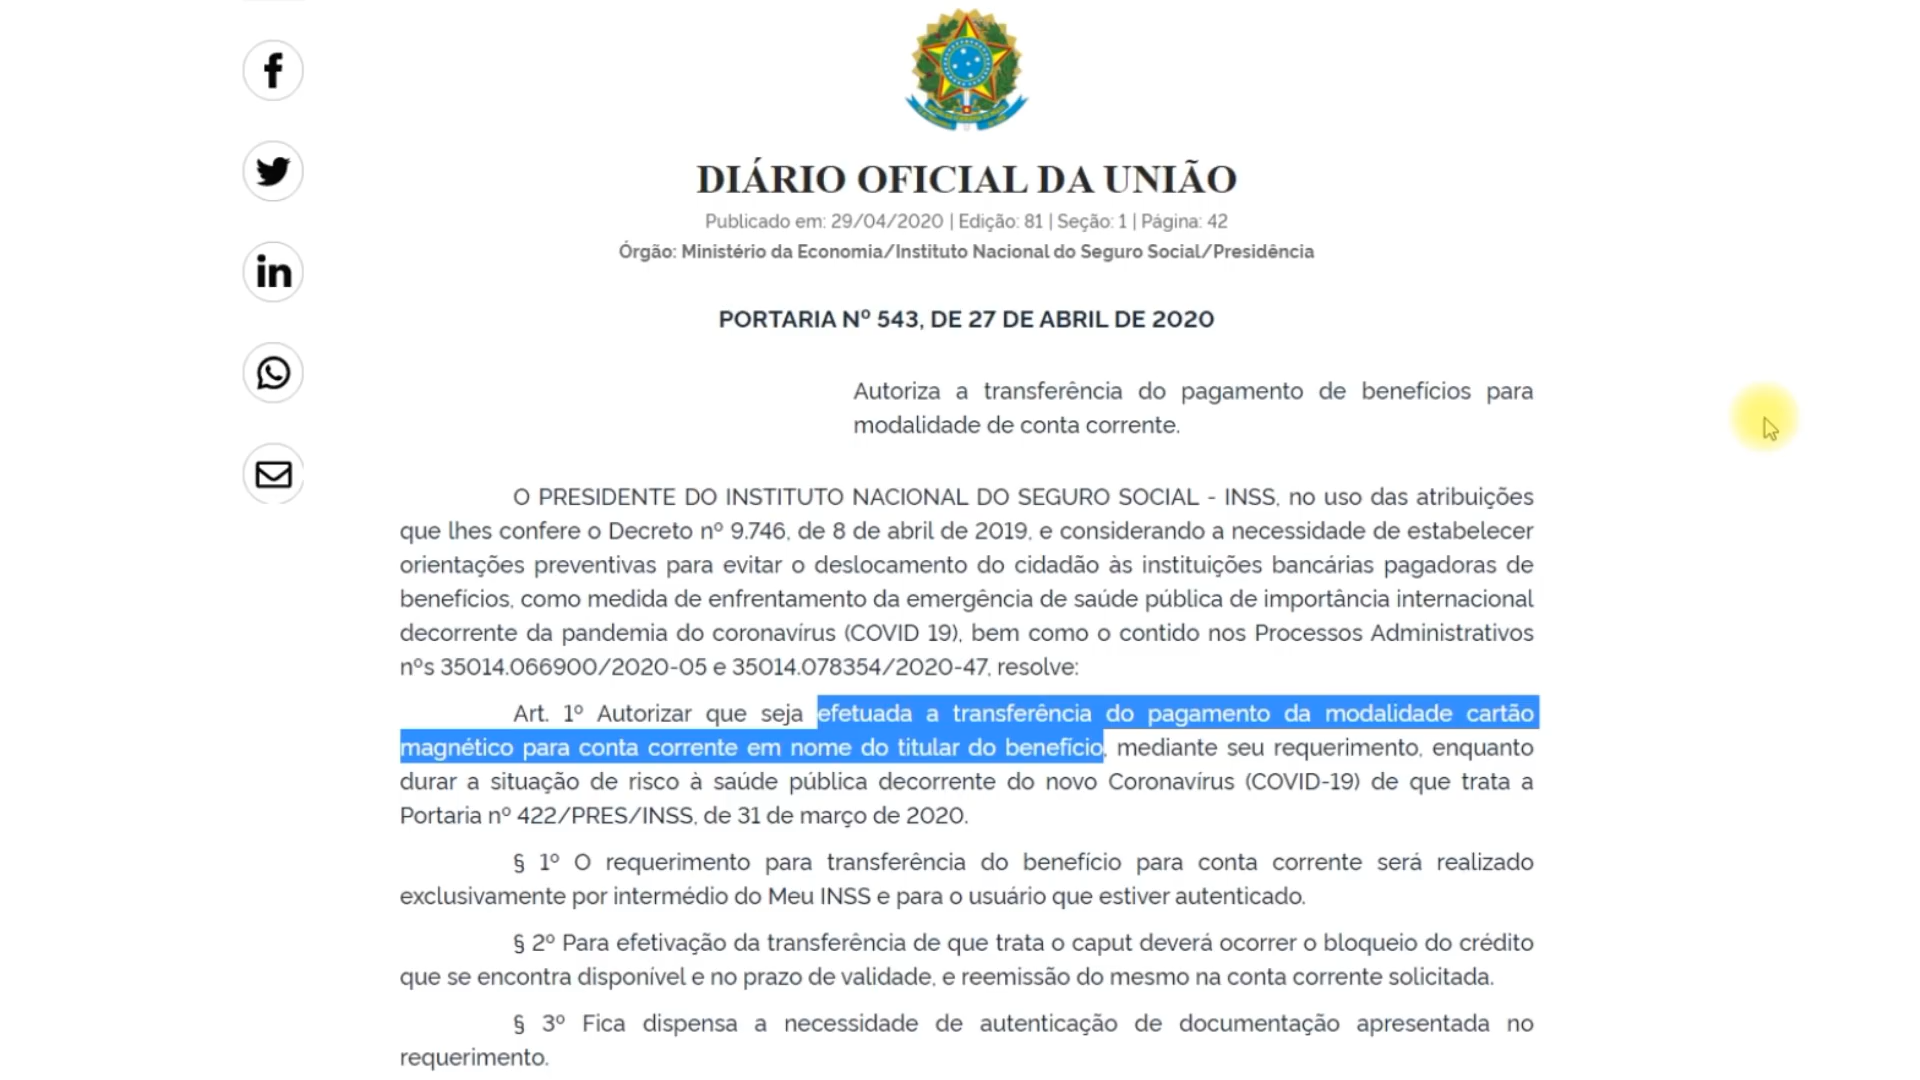 DIÁRIO OFICIAL DA UNIÃO
Publicado em: 29/04/2020 | Edição: 81 | Seção: 1 | Página: 42
Órgão: Ministério da Economia/Instituto Nacional do Seguro Social/Presidência
PORTARIA Nº 543, DE 27 DE ABRIL DE 2020
Autoriza a transferência do pagamento de benefícios para
modalidade de conta corrente.
O PRESIDENTE DO INSTITUTO NACIONAL DO SEGURO SOCIAL - INSS, no uso das atribuições
que lhes confere o Decreto nº 9.746, de 8 de abril de 2019, e considerando a necessidade de estabelecer
orientações preventivas para evitar o deslocamento do cidadão às instituições bancárias pagadoras de
benefícios, como medida de enfrentamento da emergência de saúde pública de importância internacional
decorrente da pandemia do coronavírus (COVID 19), bem como o contido nos Processos Administrativos
nºs 35014.066900/2020-05 e 35014.078354/2020-47, resolve:
Art. 1º Autorizar que seja efetuada a transferência do pagamento da modalidade cartão
magnético para conta corrente em nome do titular do benefício, mediante seu requerimento, enquanto
durar a situação de risco à saúde pública decorrente do novo Coronavírus (COVID-19) de que trata a
Portaria nº 422/PRES/INSS, de 31 de março de 2020.
§ 1º O requerimento para transferência do benefício para conta corrente será realizado
exclusivamente por intermédio do Meu INSS e para o usuário que estiver autenticado.
§ 2º Para efetivação da transferência de que trata o caput deverá ocorrer o bloqueio do crédito
que se encontra disponível e no prazo de validade, e reemissão do mesmo na conta corrente solicitada.
§ 3º Fica dispensa a necessidade de autenticação de documentação apresentada no
requerimento.